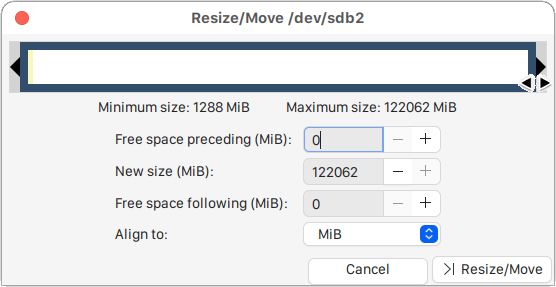 Resize/Move /dev/sdb2
Minimum size: 1288 MiB Maximum size: 122062 MiB
Free space preceding (MiB): 0 − +
New size (MiB): 122062 − +
Free space following (MiB): 0 − +
Align to: MiB
Cancel >| Resize/Move